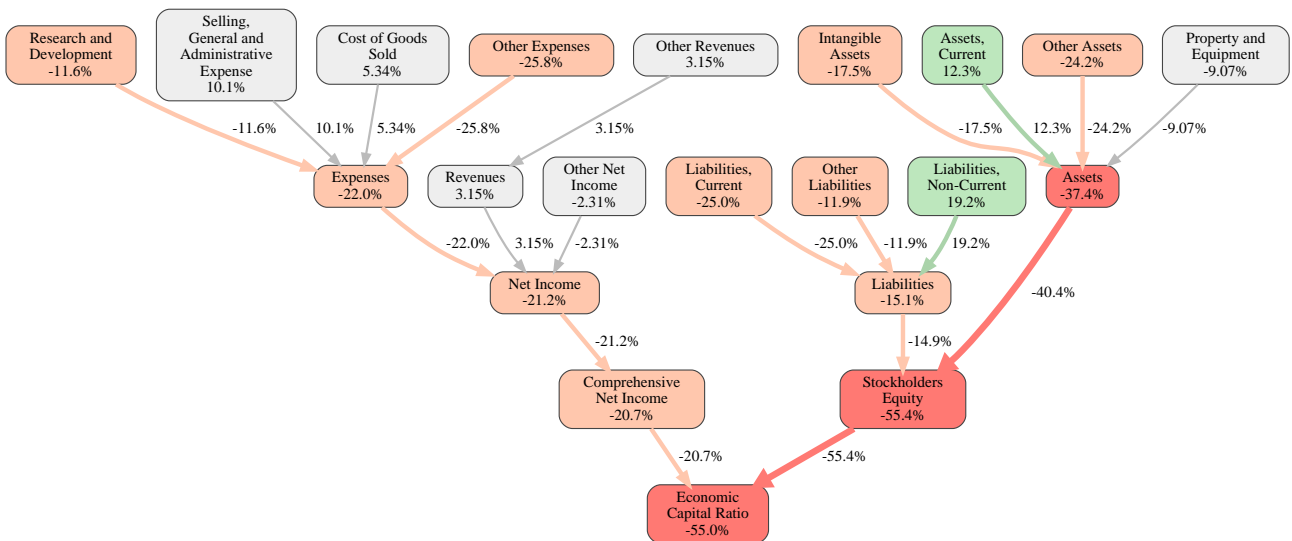 Research and
Development
-11.6%
Selling,
General and
Administrative
Expense
10.1%
Cost of Goods
Sold
5.34%
Other Expenses
-25.8%
Other Revenues
3.15%
Intangible
Assets
-17.5%
Assets,
Current
12.3%
Other Assets
-24.2%
Property and
Equipment
-9.07%
-11.6%
10.1%
5.34%
-25.8%
3.15%
-17.5%
12.3%
-24.2%
-9.07%
Expenses
-22.0%
Revenues
3.15%
Other Net
Income
-2.31%
Liabilities,
Current
-25.0%
Other
Liabilities
-11.9%
Liabilities,
Non-Current
19.2%
Assets
-37.4%
-22.0%
3.15%
-2.31%
-25.0%
-11.9%
19.2%
-40.4%
Net Income
-21.2%
Liabilities
-15.1%
-21.2%
-14.9%
Comprehensive
Net Income
-20.7%
Stockholders
Equity
-55.4%
-20.7%
-55.4%
Economic
Capital Ratio
-55.0%